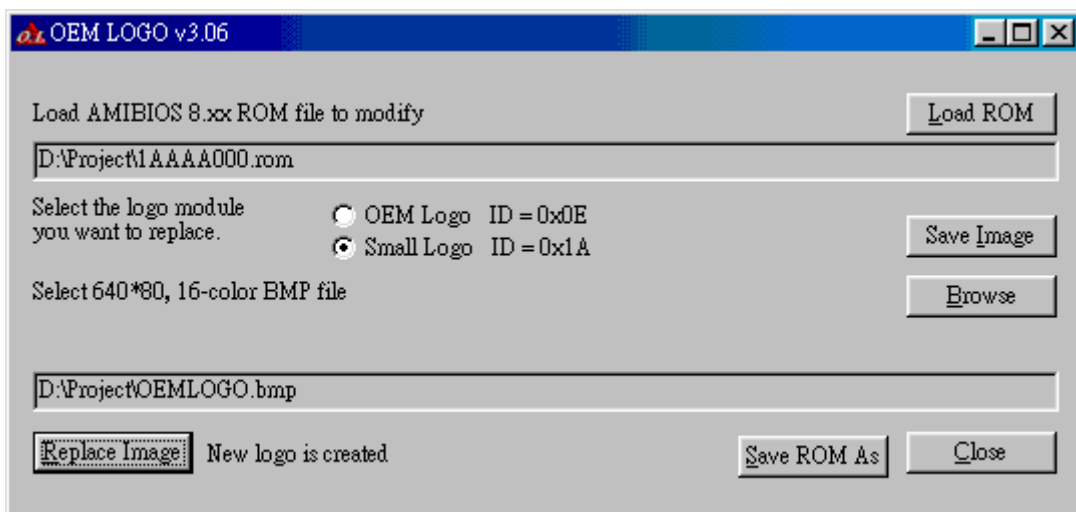 OEM LOGO v3.06
Load AMIBIOS 8.xx ROM file to modify
Load ROM
D:\Project\1AAAA000.rom
Select the logo module
you want to replace.
OEM Logo ID = 0x0E
Small Logo ID = 0x1A
Save Image
Select 640*80, 16-color BMP file
Browse
D:\Project\OEMLOGO.bmp
Replace Image
New logo is created
Save ROM As
Close